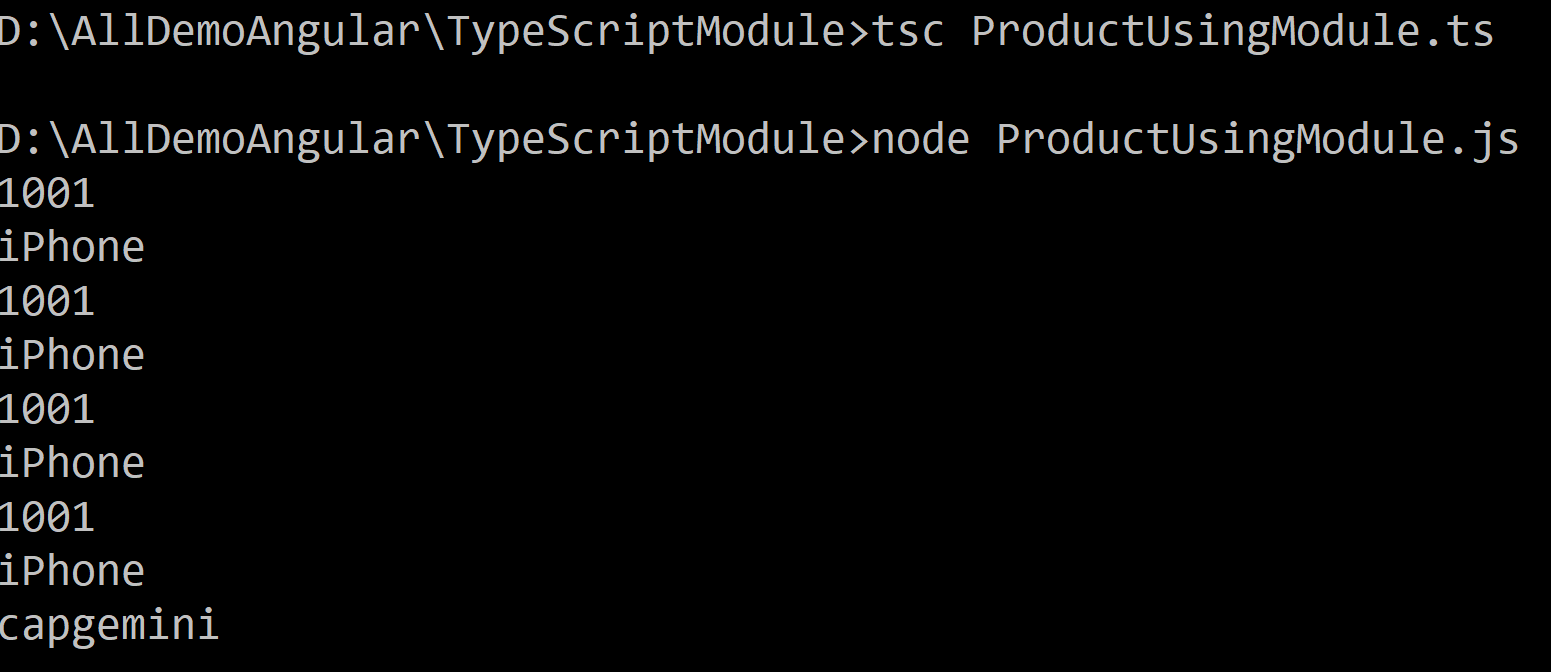 D:\AllDemoAngular\TypeScriptModule>tsc ProductUsingModule.ts
D:\AllDemoAngular\TypeScriptModule>node ProductUsingModule.js
1001
iPhone
1001
iPhone
1001
iPhone
1001
iPhone
capgemini